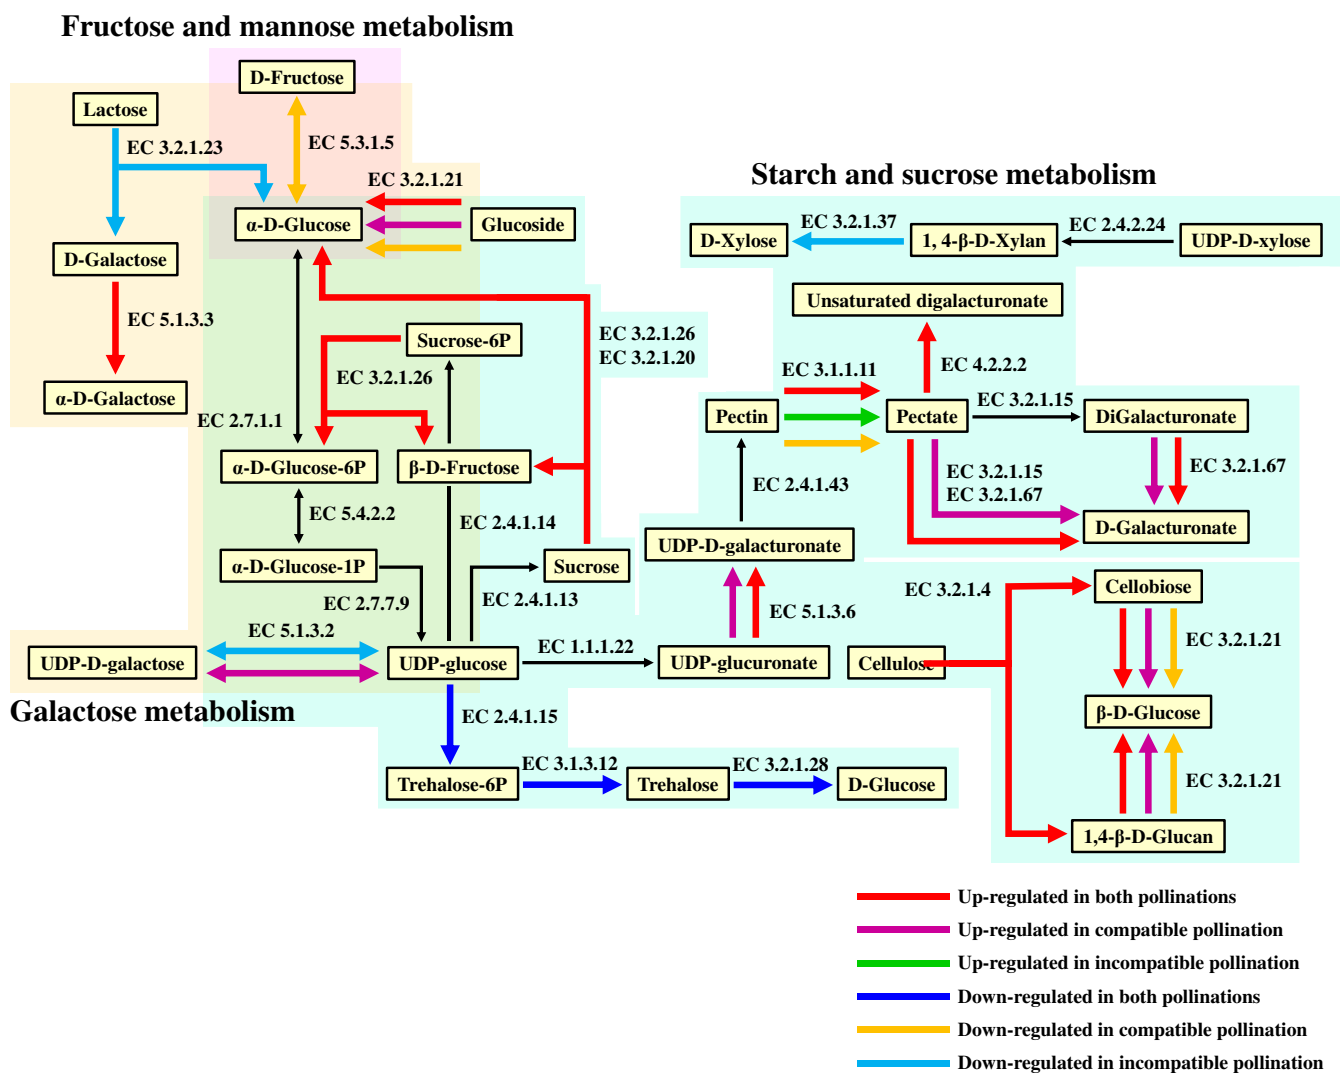 Fructose and mannose metabolism
D-Fructose
Lactose
EC 3.2.1.23
EC 5.3.1.5
EC 3.2.1.21
Starch and sucrose metabolism
α-D-Glucose
Glucoside
D-Xylose
EC 3.2.1.37
1, 4-β-D-Xylan
EC 2.4.2.24
UDP-D-xylose
D-Galactose
Unsaturated digalacturonate
EC 5.1.3.3
Sucrose-6P
EC 3.2.1.26
EC 3.2.1.20
EC 3.2.1.26
EC 3.1.1.11
EC 4.2.2.2
α-D-Galactose
EC 2.7.1.1
Pectin
Pectate
EC 3.2.1.15
DiGalacturonate
α-D-Glucose-6P
β-D-Fructose
EC 3.2.1.15
EC 3.2.1.67
EC 3.2.1.67
EC 2.4.1.43
EC 5.4.2.2
EC 2.4.1.14
UDP-D-galacturonate
D-Galacturonate
α-D-Glucose-1P
Sucrose
EC 2.7.7.9
EC 2.4.1.13
EC 5.1.3.6
EC 3.2.1.4
Cellobiose
EC 5.1.3.2
EC 1.1.1.22
EC 3.2.1.21
UDP-D-galactose
UDP-glucose
UDP-glucuronate
Cellulose
Galactose metabolism
EC 2.4.1.15
β-D-Glucose
EC 3.1.3.12
EC 3.2.1.28
EC 3.2.1.21
Trehalose-6P
Trehalose
D-Glucose
1,4-β-D-Glucan
Up-regulated in both pollinations
Up-regulated in compatible pollination
Up-regulated in incompatible pollination
Down-regulated in both pollinations
Down-regulated in compatible pollination
Down-regulated in incompatible pollination